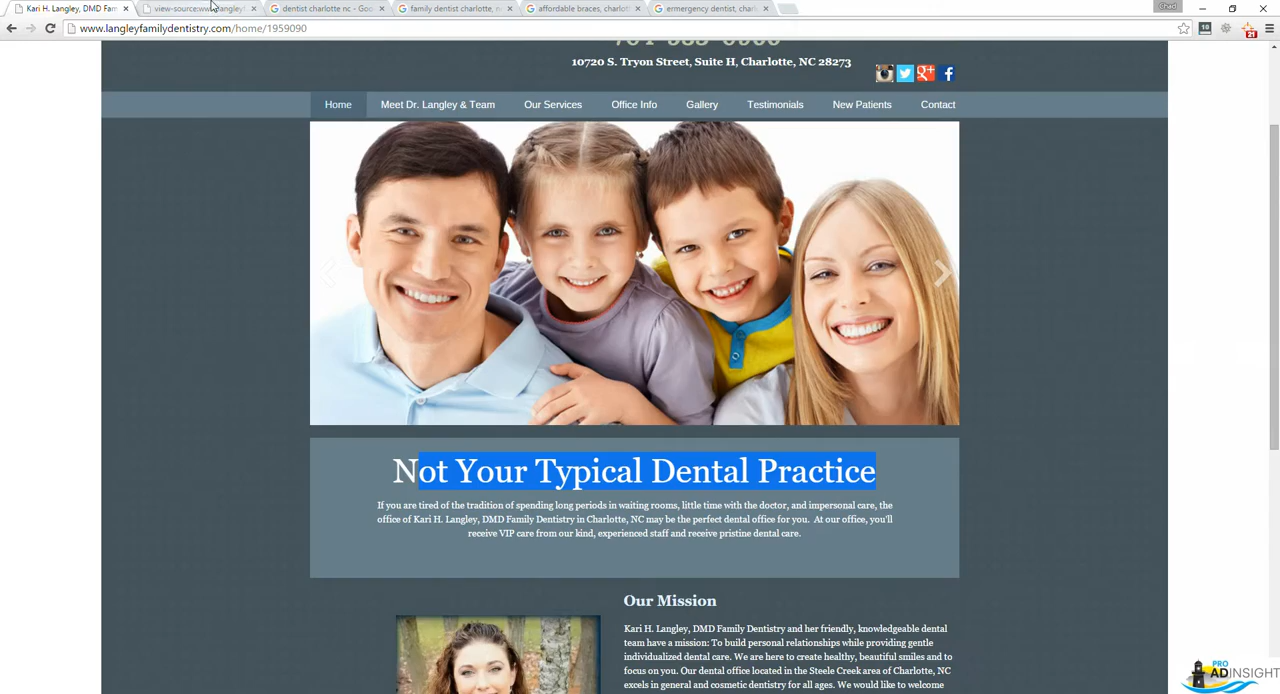 Kari H. Langley, DMD Fam
view-source:www.langleyf
dentist charlotte nc - Goo
family dentist charlotte, n
affordable braces, charlot
ermergency dentist, char
Chad
www.langleyfamilydentistry.com/home/1959090
21
10720 S. Tryon Street, Suite H, Charlotte, NC 28273
Home Meet Dr. Langley & Team Our Services Office Info Gallery Testimonials New Patients Contact
Not Your Typical Dental Practice
If you are tired of the tradition of spending long periods in waiting rooms, little time with the doctor, and impersonal care, the
office of Kari H. Langley, DMD Family Dentistry in Charlotte, NC may be the perfect dental office for you. At our office, you'll
receive VIP care from our kind, experienced staff and receive pristine dental care.
Our Mission
Kari H. Langley, DMD Family Dentistry and her friendly, knowledgeable dental
team have a mission: To build personal relationships while providing gentle
individualized dental care. We are here to create healthy, beautiful smiles and to
focus on you. Our dental office located in the Steele Creek area of Charlotte, NC
excels in general and cosmetic dentistry for all ages. We would like to welcome
PRO
ADINSIGHT